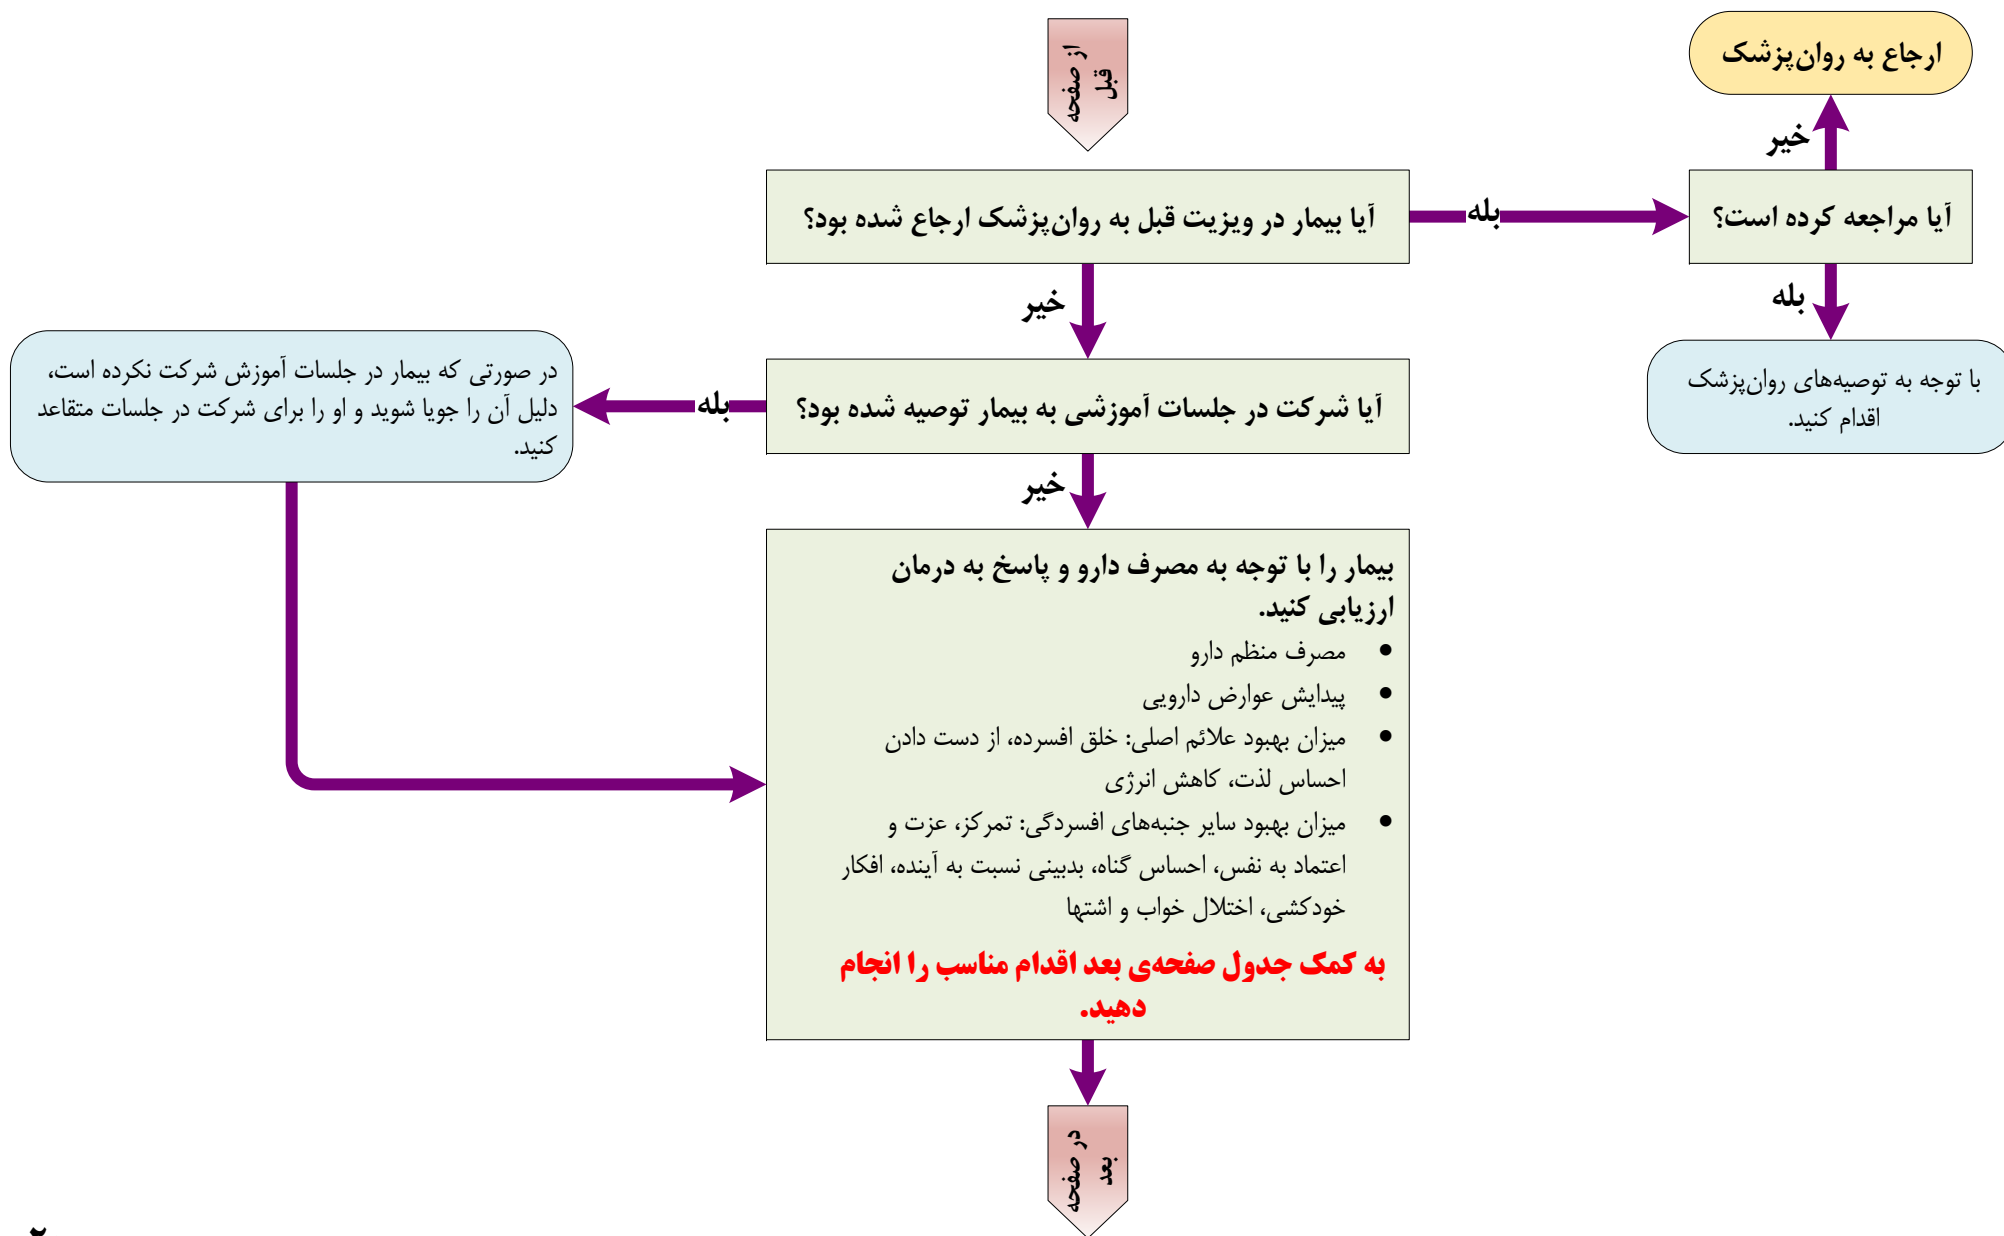 از صفحه
قبل
ارجاع به روان‌پزشک
خیر
آیا بیمار در ویزیت قبل به روان‌پزشک ارجاع شده بود؟
بله
آیا مراجعه کرده است؟
خیر
بله
با توجه به توصیه‌های روان‌پزشک
اقدام کنید.
آیا شرکت در جلسات آموزشی به بیمار توصیه شده بود؟
بله
در صورتی که بیمار در جلسات آموزش شرکت نکرده است،
دلیل آن را جویا شوید و او را برای شرکت در جلسات متقاعد
کنید.
خیر
بیمار را با توجه به مصرف دارو و پاسخ به درمان
ارزیابی کنید.
• مصرف منظم دارو
• پیدایش عوارض دارویی
• میزان بهبود علائم اصلی: خلق افسرده، از دست دادن
احساس لذت، کاهش انرژی
• میزان بهبود سایر جنبه‌های افسردگی: تمرکز، عزت و
اعتماد به نفس، احساس گناه، بدبینی نسبت به آینده، افکار
خودکشی، اختلال خواب و اشتها
به کمک جدول صفحه‌ی بعد اقدام مناسب را انجام
دهید.
در صفحه
بعد